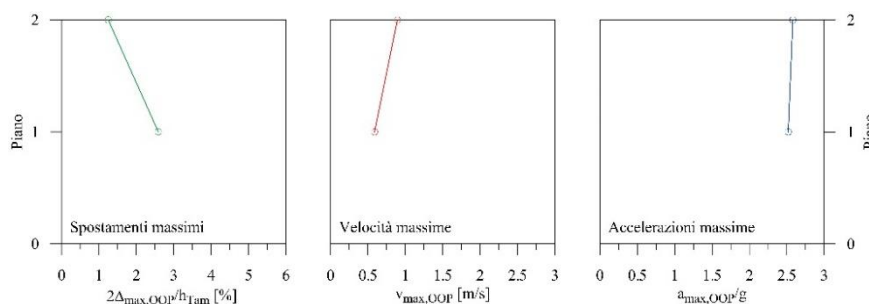 2
2
Piano
1
1
Piano
Spostamenti massimi
Velocità massime
Accelerazioni massime
0
0
0 1 2 3 4 5 6
0 0.5 1 1.5 2 2.5 3
0 0.5 1 1.5 2 2.5 3
2Δmax,OOP/hTam [%]
vmax,OOP [m/s]
amax,OOP/g